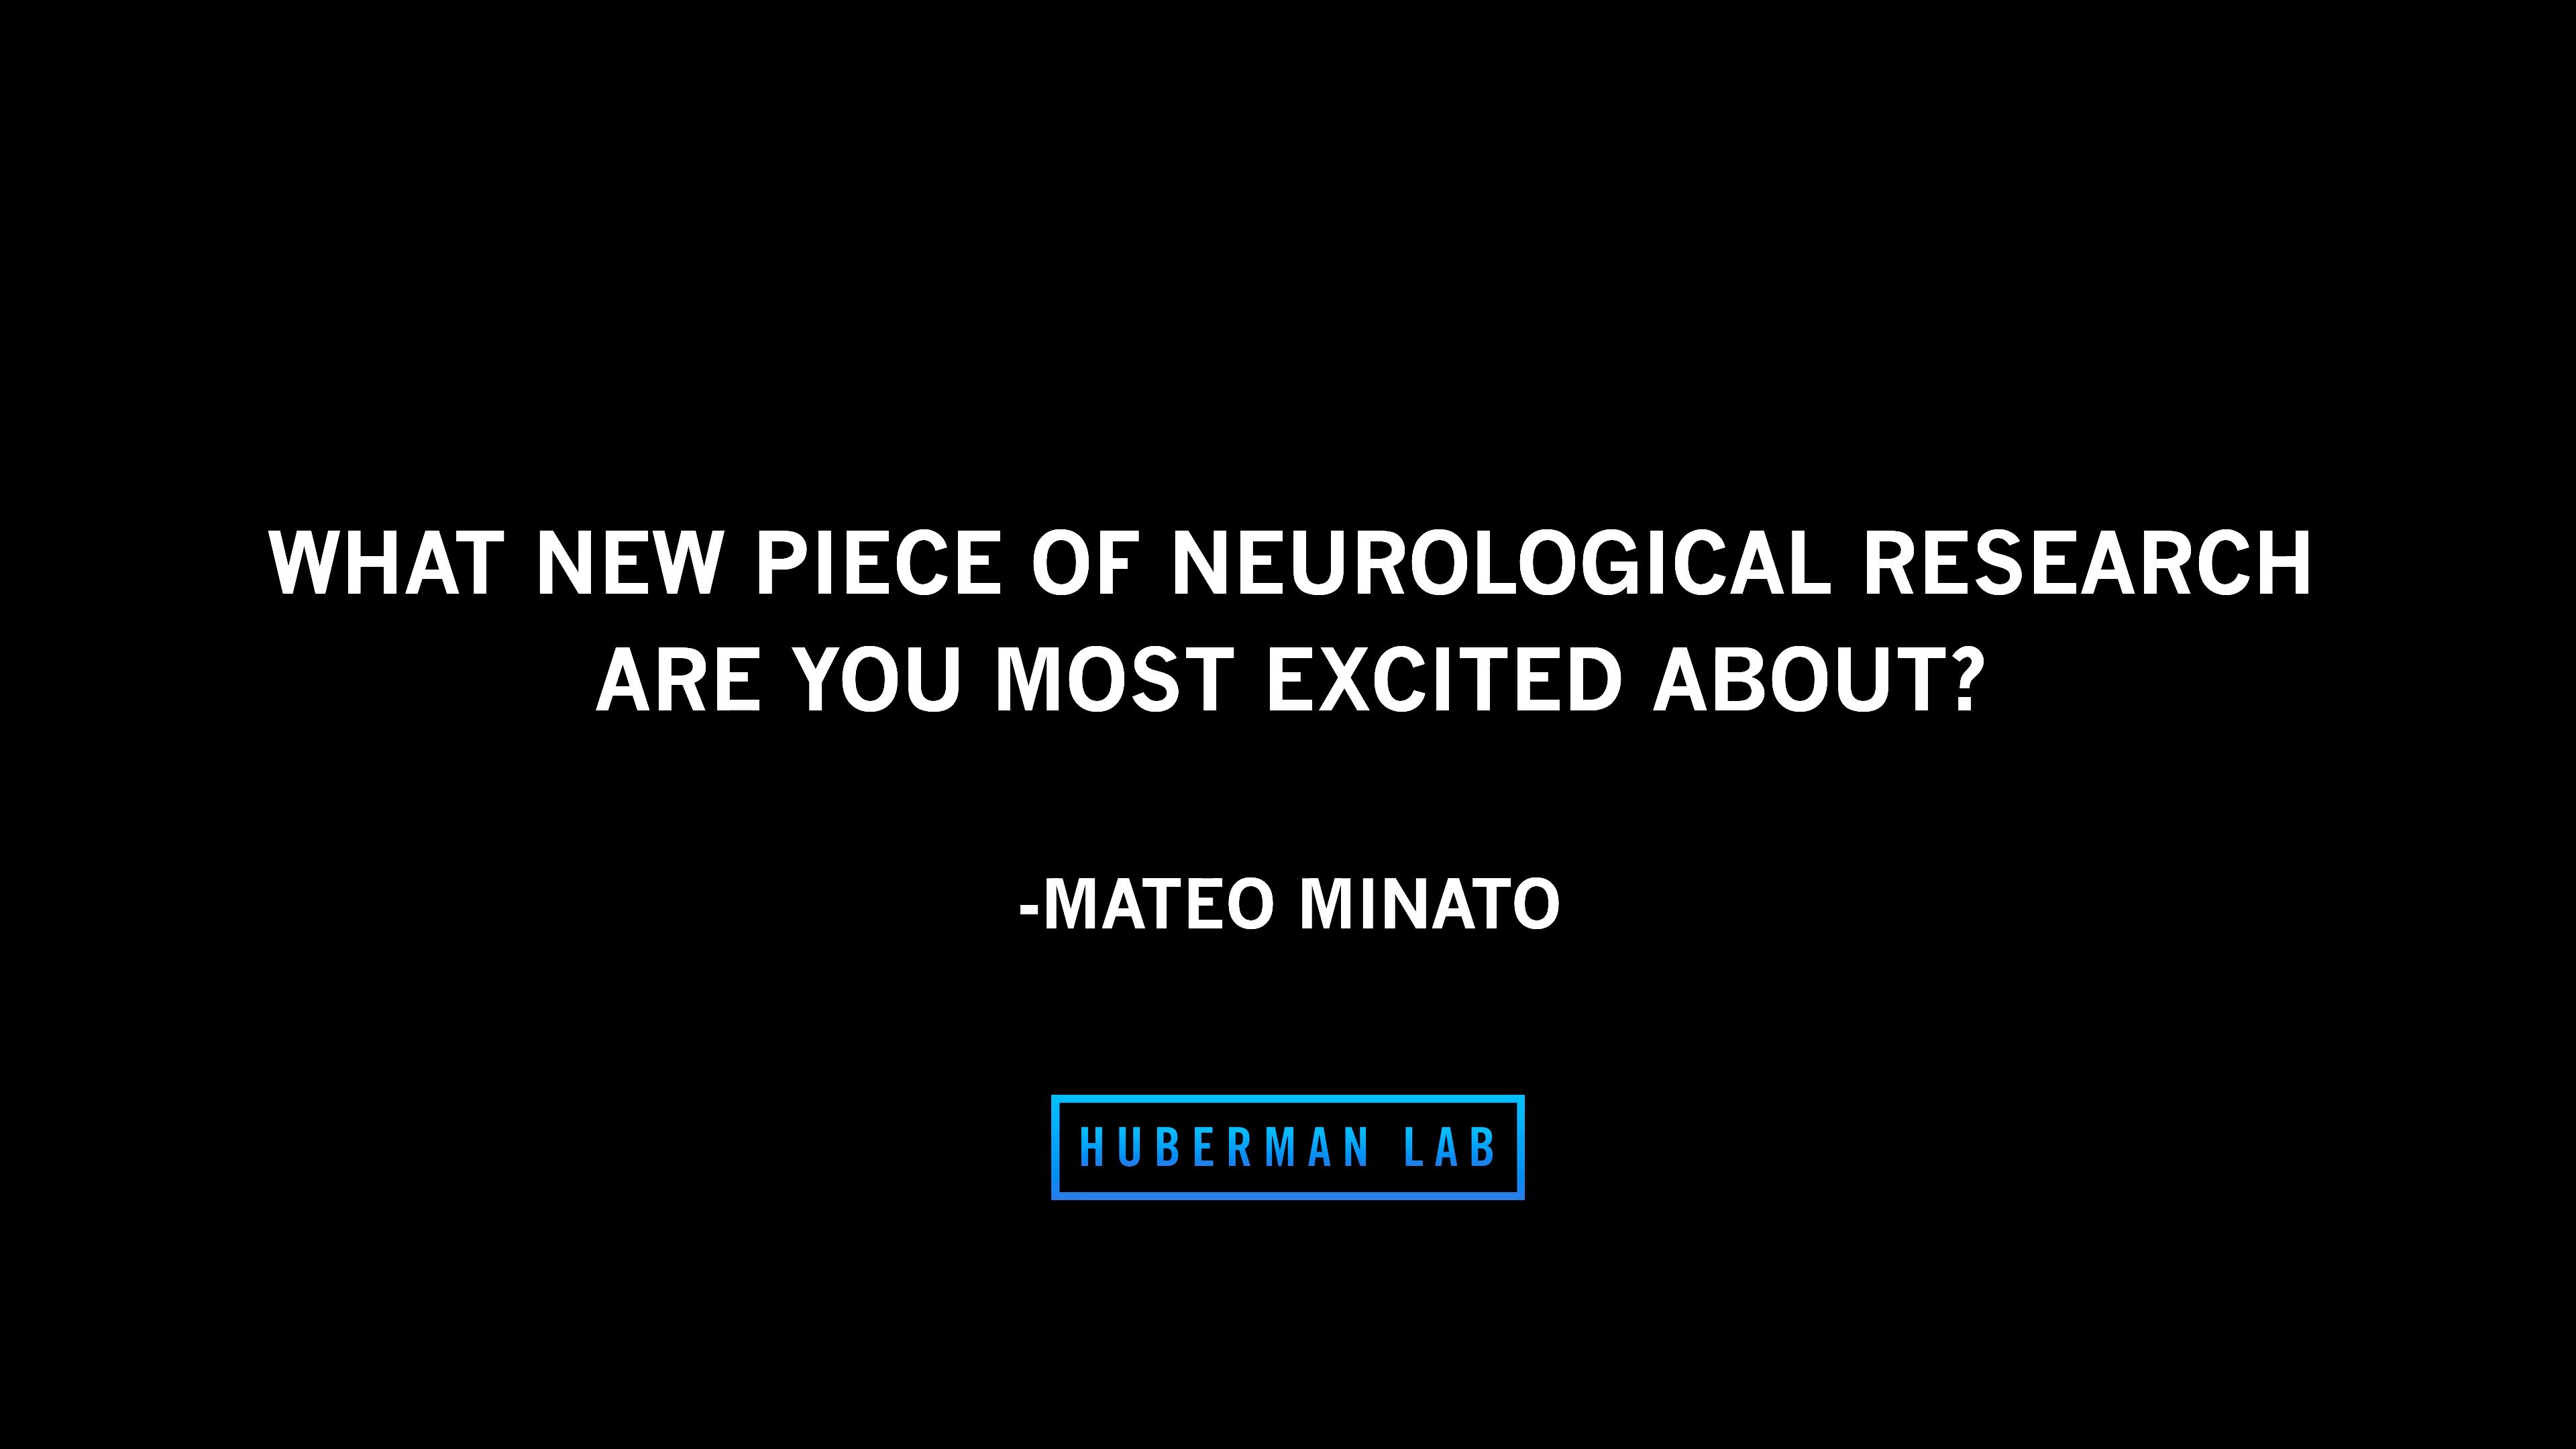 WHAT NEW PIECE OF NEUROLOGICAL RESEARCH
ARE YOU MOST EXCITED ABOUT?
-MATEO MINATO
HUBERMAN LAB